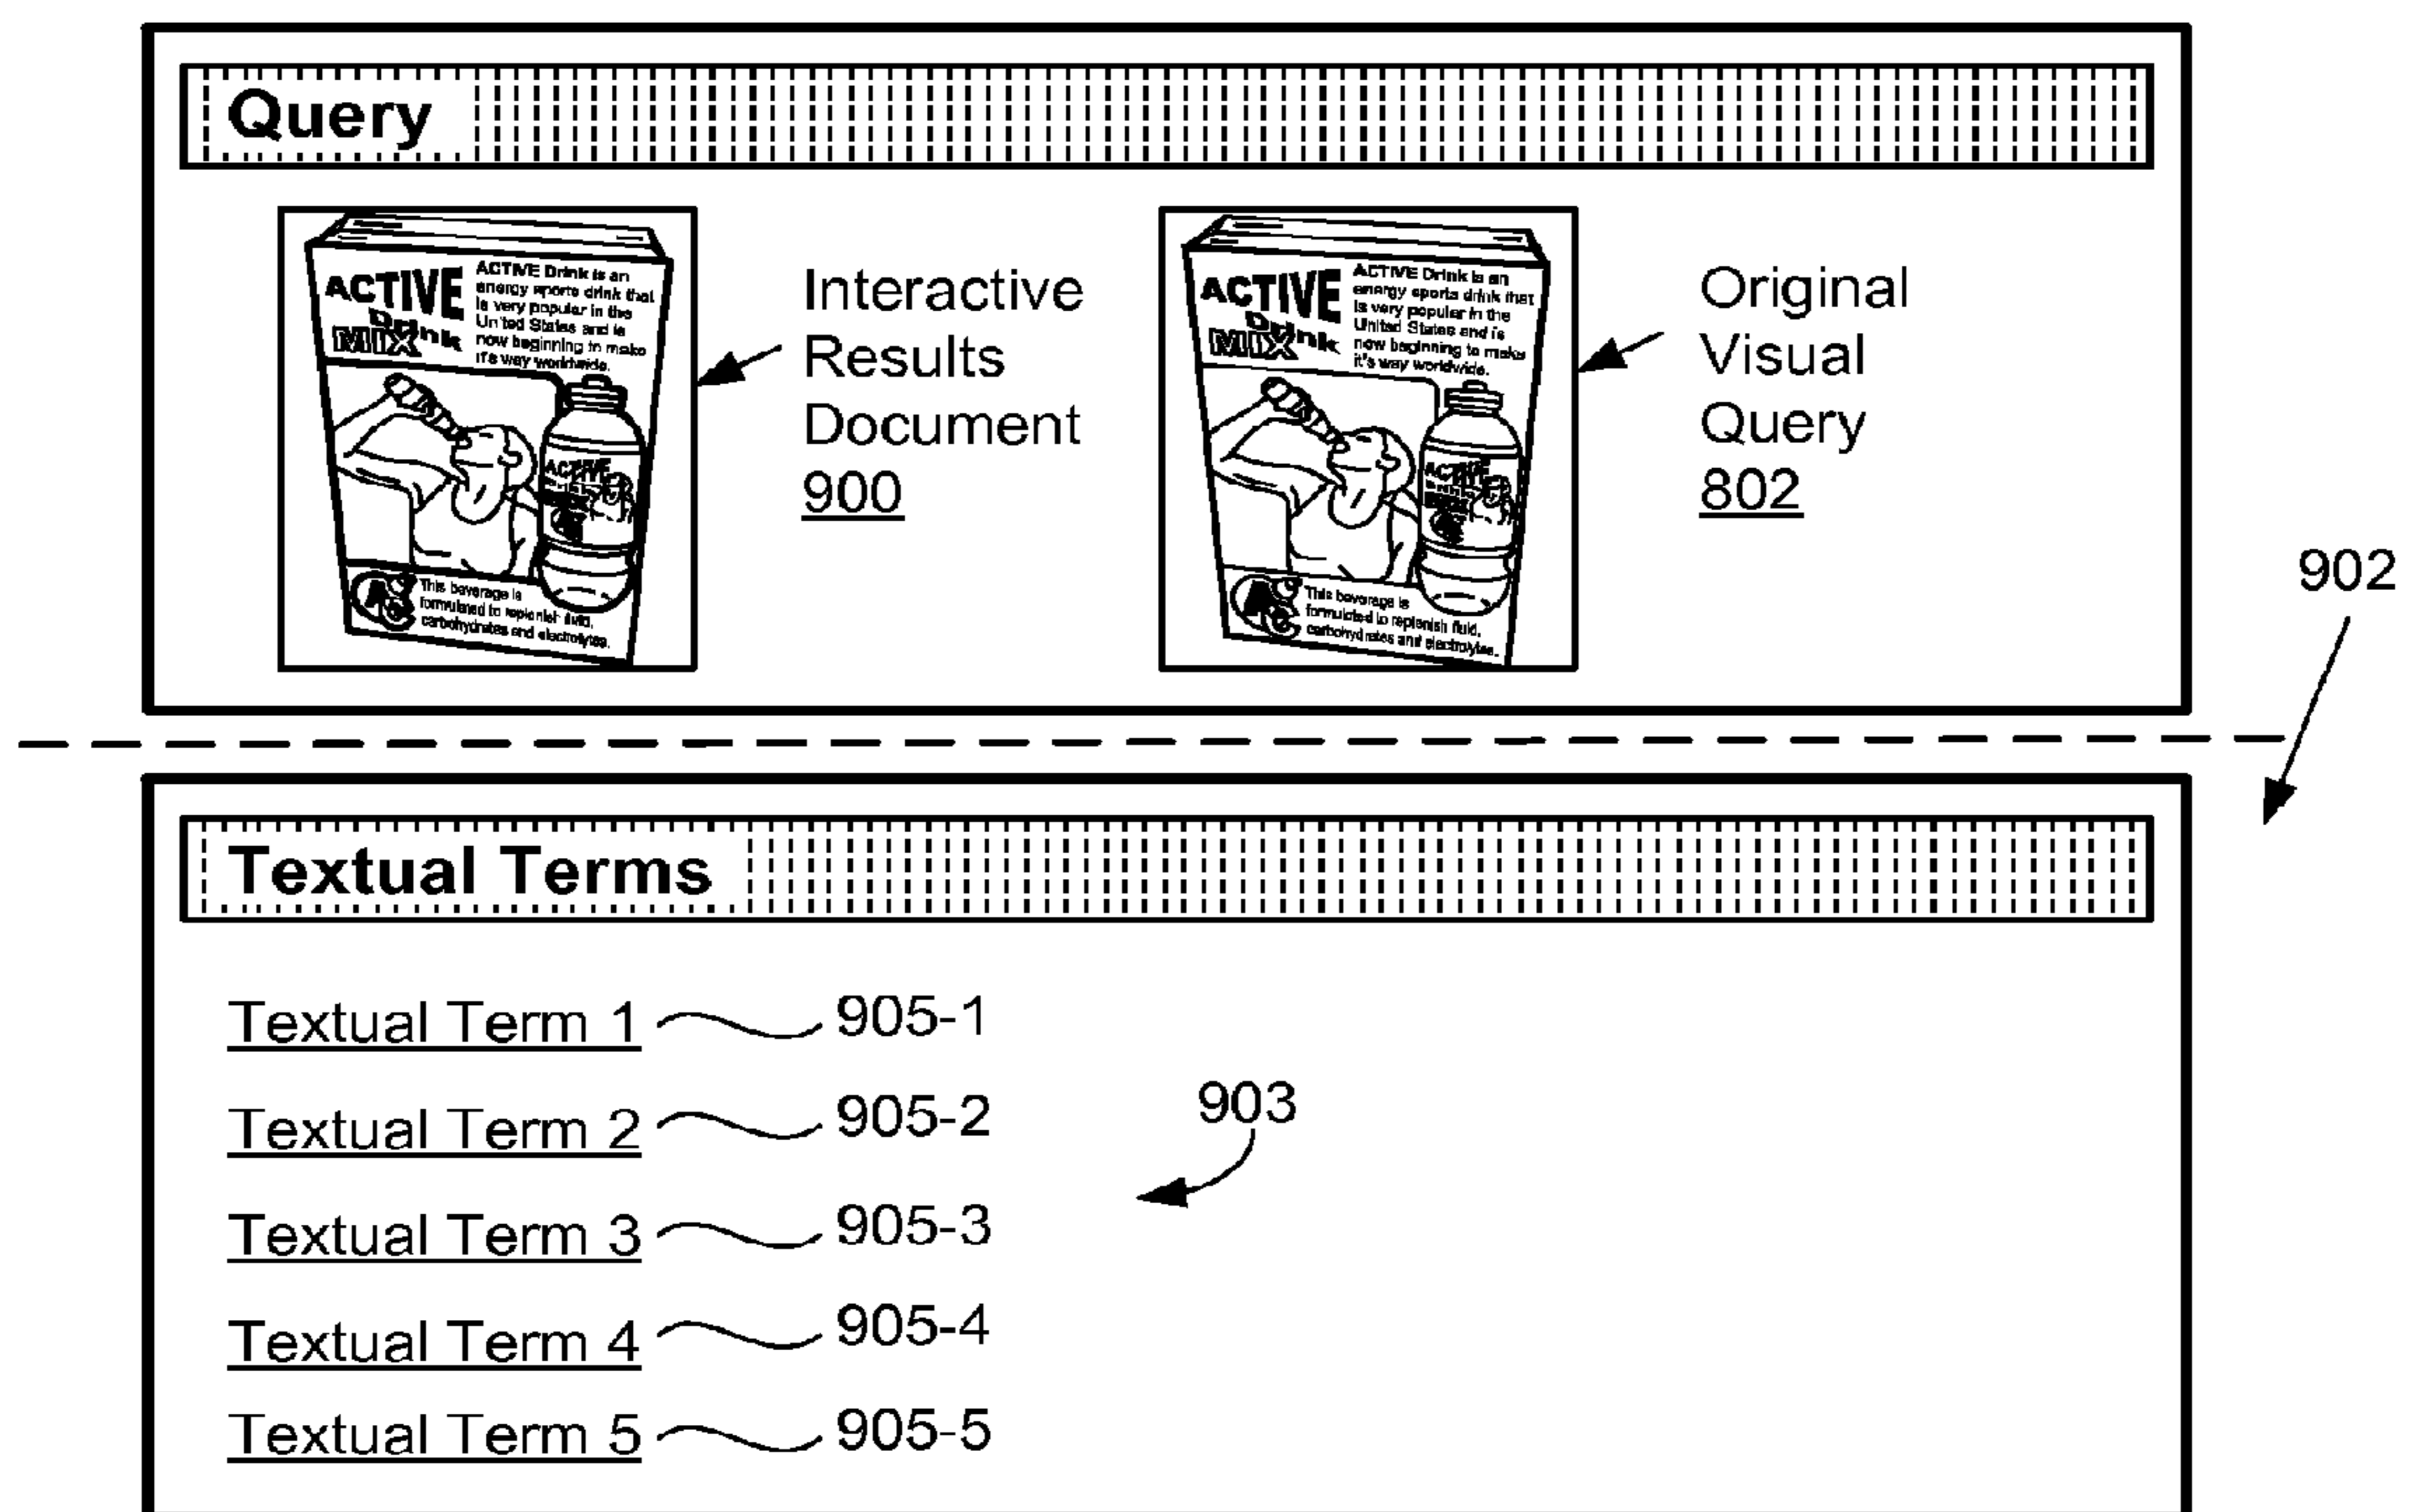 Query
ACTIVE
Drink
MIX
ACTIVE Drink is an
energy sports drink that
is very popular in the
United States and is
now beginning to make
it's way worldwide.
ACTIVE
This beverage is
formulated to replenish fluid,
carbohydrates and electrolytes.
Interactive
Results
Document
900
ACTIVE
Drink
MIX
ACTIVE Drink is an
energy sports drink that
is very popular in the
United States and is
now beginning to make
it's way worldwide.
ACTIVE
This beverage is
formulated to replenish fluid,
carbohydrates and electrolytes.
Original
Visual
Query
802
902
Textual Terms
Textual Term 1 905-1
Textual Term 2 905-2
903
Textual Term 3 905-3
Textual Term 4 905-4
Textual Term 5 905-5